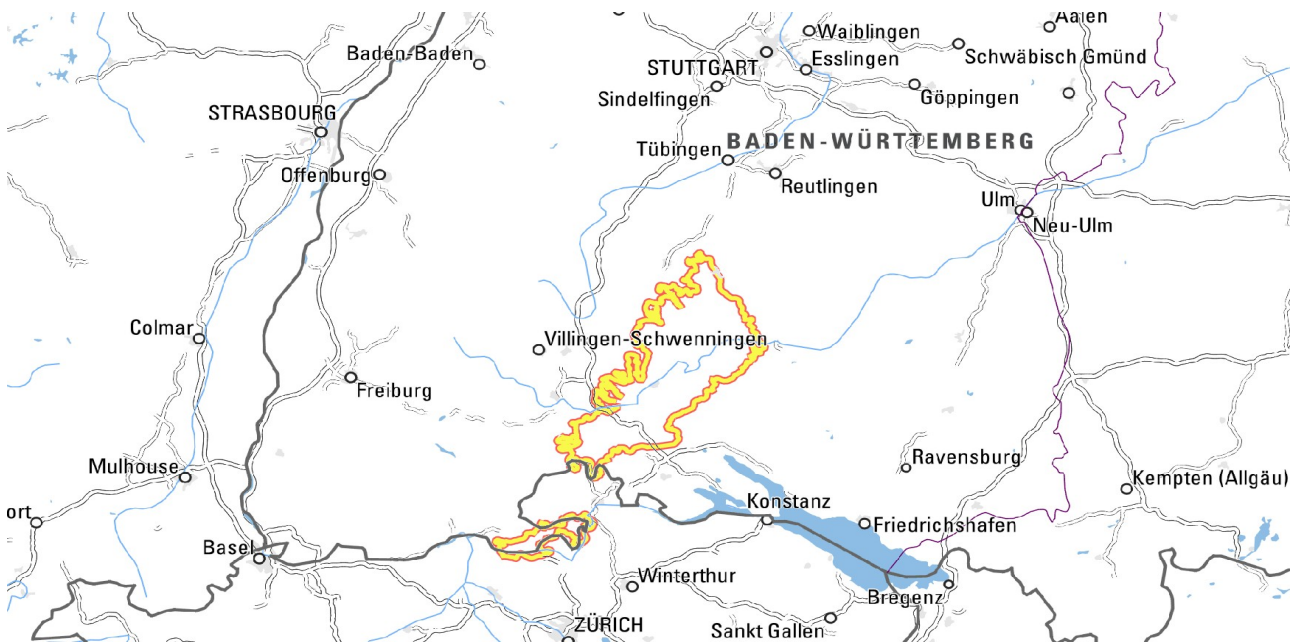 Aalen
Waiblingen
Baden-Baden
Schwäbisch Gmünd
STUTTGART
Esslingen
Sindelfingen
Göppingen
STRASBOURG
BADEN-WÜRTTEMBERG
Tübingen
Offenburg
Reutlingen
Ulm
Neu-Ulm
Colmar
Villingen-Schwenningen
Freiburg
Mulhouse
Ravensburg
Kempten (Allgäu)
Konstanz
ort
Friedrichshafen
Basel
Winterthur
Bregenz
ZÜRICH
Sankt Gallen